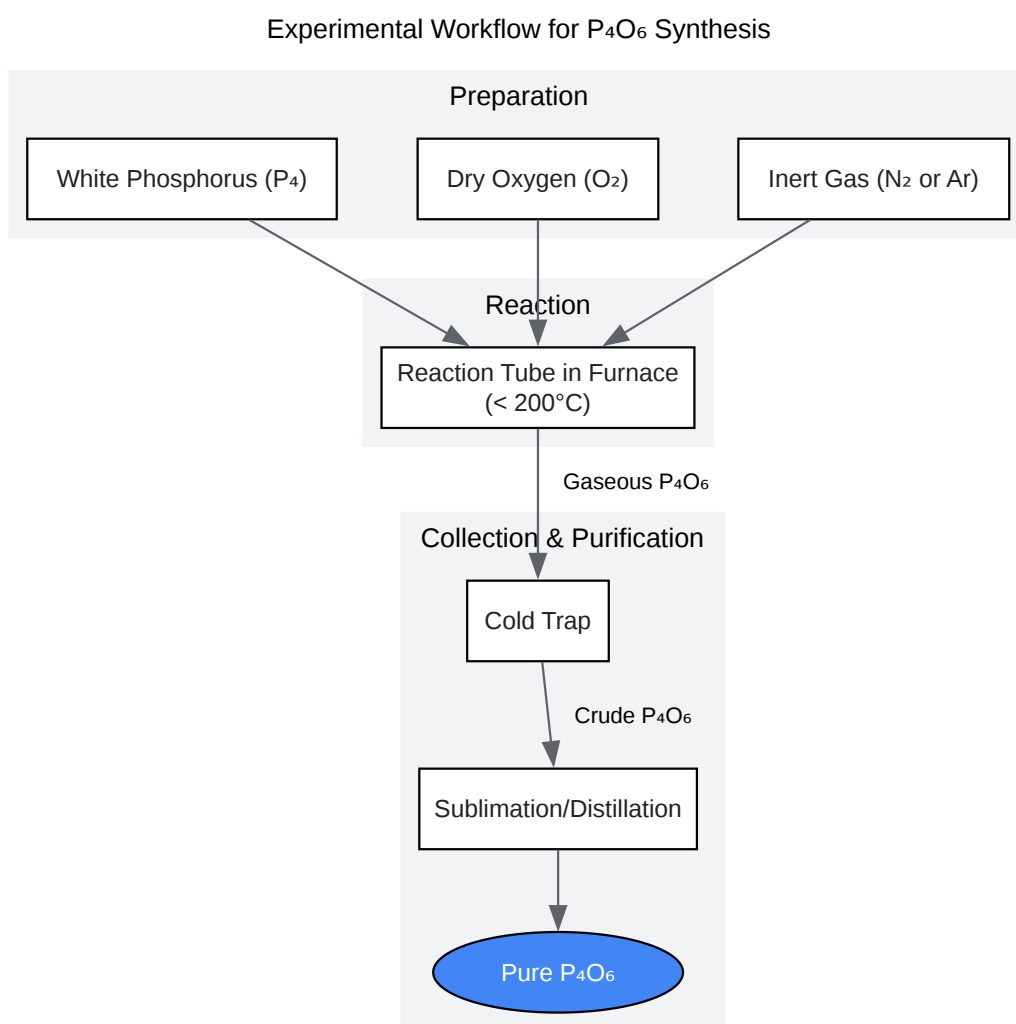 Experimental Workflow for P₄O₆ Synthesis
Preparation
White Phosphorus (P₄)
Dry Oxygen (O₂)
Inert Gas (N₂ or Ar)
Reaction
Reaction Tube in Furnace
(< 200°C)
Gaseous P₄O₆
Collection & Purification
Cold Trap
Crude P₄O₆
Sublimation/Distillation
Pure P₄O₆